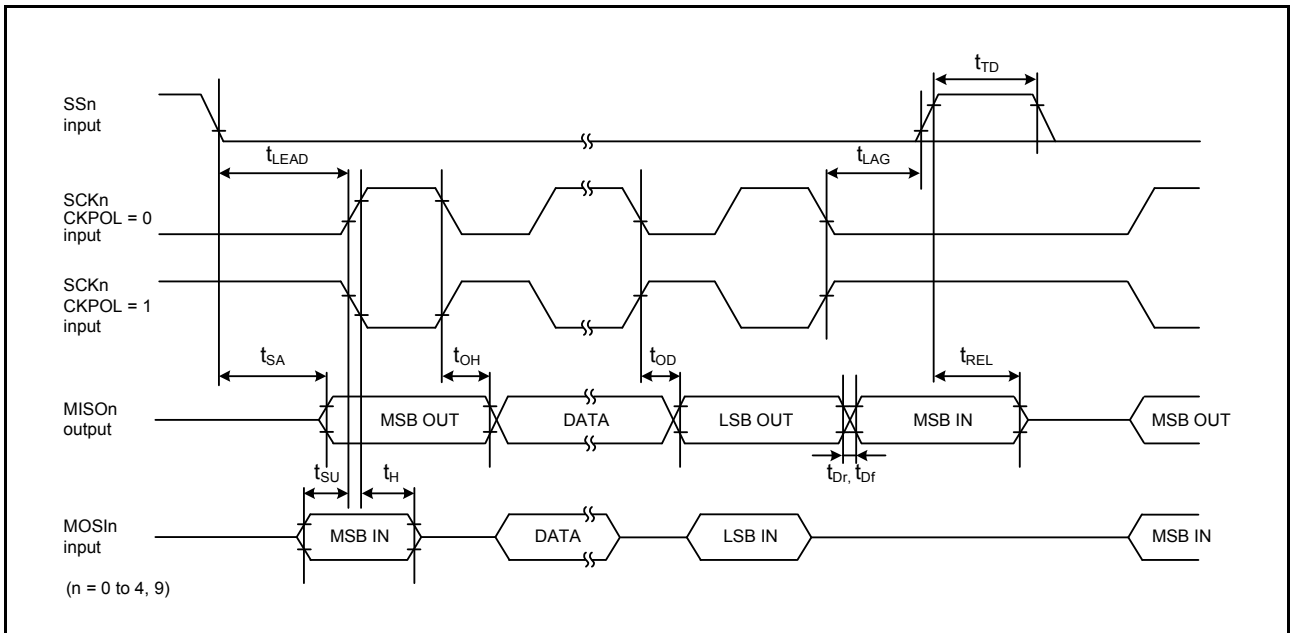 tTD
SSn
input
tLEAD
tLAG
SCKn
CKPOL = 0
input
SCKn
CKPOL = 1
input
tSA
tOH
tOD
tREL
MISOn
output
MSB OUT
DATA
LSB OUT
MSB IN
MSB OUT
tSU
tH
tDr, tDf
MOSIn
input
MSB IN
DATA
LSB IN
MSB IN
(n = 0 to 4, 9)